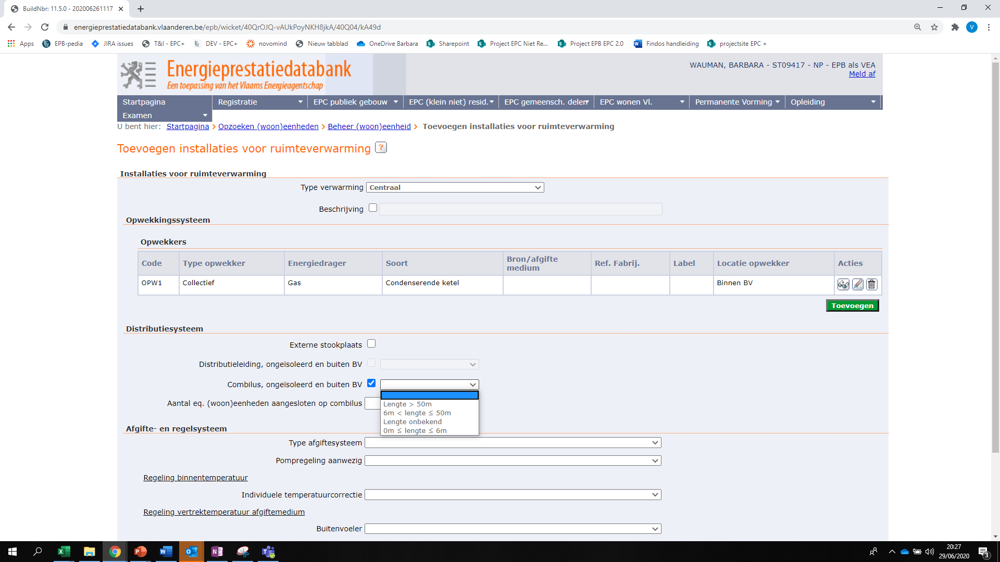 BuildNbr: 11.5.0 - 202006261117
energieprestatiedatabank.vlaanderen.be/epb/wicket/40QrOJQ-vAUkPoyNKH8jkA/40Q04/kA49d
V
Apps EPB-pedia JIRA issues T&I - EPC+ DEV - EPC+ novomind Nieuw tabblad OneDrive Barbara Sharepoint Project EPC Niet Re... Project EPB EPC 2.0 Findos handleiding projectsite EPC +
Energieprestatiedatabank
Een toepassing van het Vlaams Energieagentschap
WAUMAN, BARBARA - ST09417 - NP - EPB als VEA
Meld af
Startpagina Registratie EPC publiek gebouw EPC (klein niet) resid. EPC gemeensch. delen EPC wonen Vl. Permanente Vorming Opleiding
Examen
U bent hier: Startpagina > Opzoeken (woon)eenheden > Beheer (woon)eenheid > Toevoegen installaties voor ruimteverwarming
Toevoegen installaties voor ruimteverwarming ?
Installaties voor ruimteverwarming
Type verwarming Centraal
Beschrijving
Opwekkingssysteem
Opwekkers
Code Type opwekker Energiedrager Soort Bron/afgifte medium Ref. Fabrij. Label Locatie opwekker Acties
OPW1 Collectief Gas Condenserende ketel Binnen BV
Toevoegen
Distributiesysteem
Externe stookplaats
Distributieleiding, ongeïsoleerd en buiten BV
Combilus, ongeïsoleerd en buiten BV
Aantal eq. (woon)eenheden aangesloten op combilus
Lengte > 50m
6m < lengte ≤ 50m
Lengte onbekend
0m ≤ lengte ≤ 6m
Afgifte- en regelsysteem
Type afgiftesysteem
Pompregeling aanwezig
Regeling binnentemperatuur
Individuele temperatuurcorrectie
Regeling vertrektemperatuur afgiftemedium
Buitenvoeler
20:27
29/06/2020
3